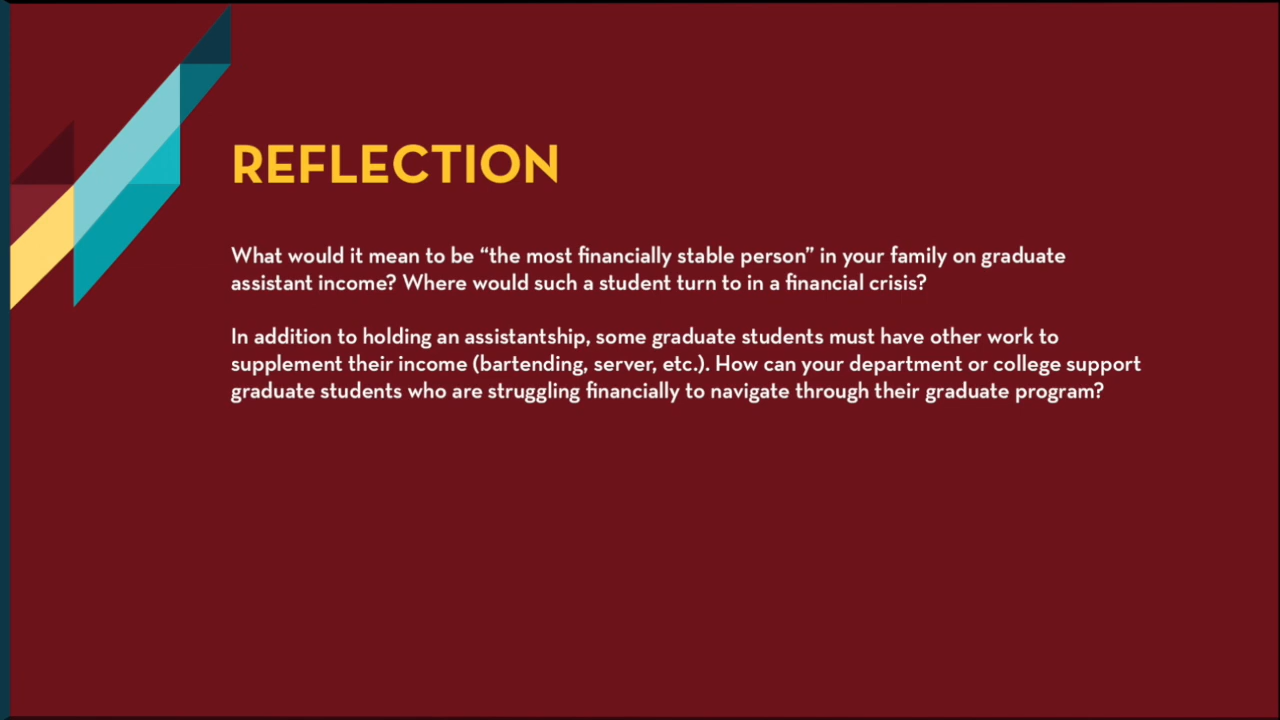 REFLECTION
What would it mean to be “the most financially stable person” in your family on graduate
assistant income? Where would such a student turn to in a financial crisis?
In addition to holding an assistantship, some graduate students must have other work to
supplement their income (bartending, server, etc.). How can your department or college support
graduate students who are struggling financially to navigate through their graduate program?